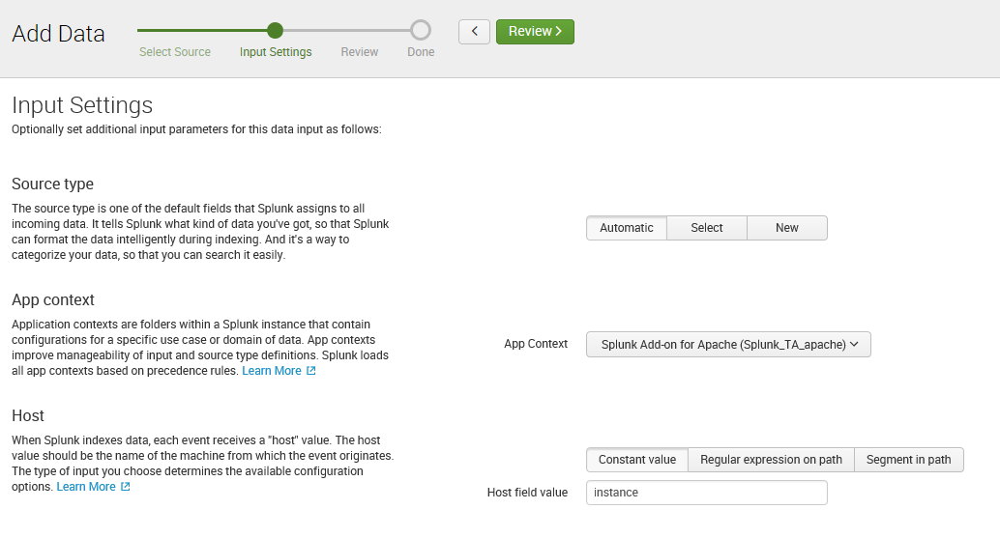 Add Data
Select Source
Input Settings
Review
Done
Review
Input Settings
Optionally set additional input parameters for this data input as follows:
Source type
The source type is one of the default fields that Splunk assigns to all
incoming data. It tells Splunk what kind of data you've got, so that Splunk
can format the data intelligently during indexing. And it's a way to
categorize your data, so that you can search it easily.
Automatic
Select
New
App context
Application contexts are folders within a Splunk instance that contain
configurations for a specific use case or domain of data. App contexts
improve manageability of input and source type definitions. Splunk loads
all app contexts based on precedence rules. Learn More
App Context
Splunk Add-on for Apache (Splunk_TA_apache)
Host
When Splunk indexes data, each event receives a "host" value. The host
value should be the name of the machine from which the event originates.
The type of input you choose determines the available configuration
options. Learn More
Constant value
Regular expression on path
Segment in path
Host field value
instance